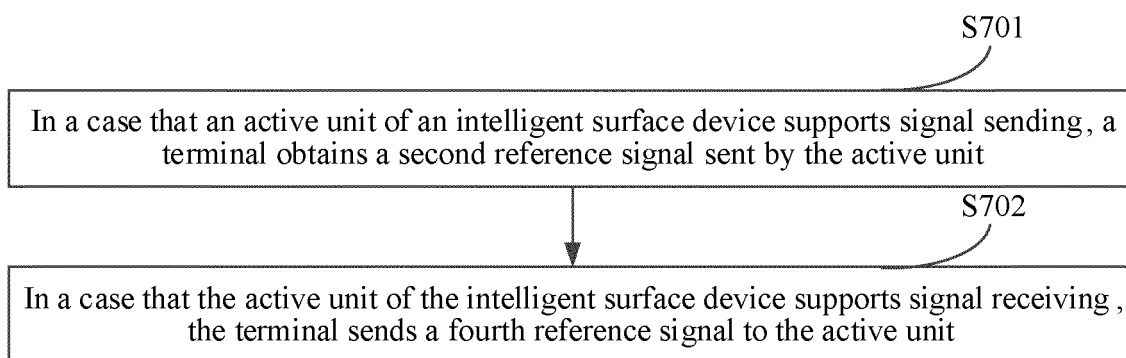 S701
In a case that an active unit of an intelligent surface device supports signal sending, a
terminal obtains a second reference signal sent by the active unit
S702
In a case that the active unit of the intelligent surface device supports signal receiving,
the terminal sends a fourth reference signal to the active unit